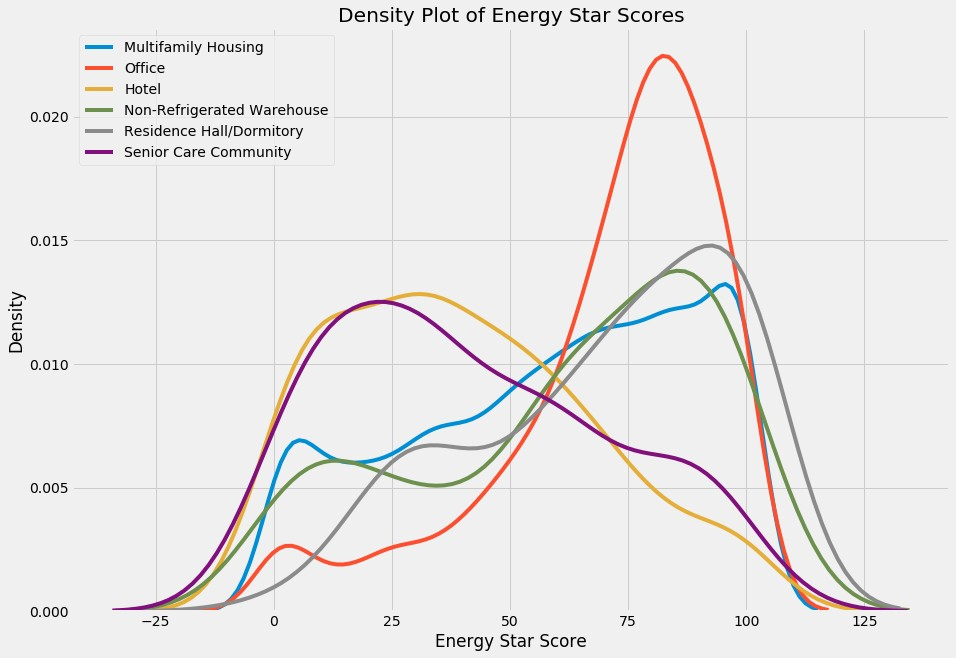 Density Plot of Energy Star Scores
Multifamily Housing
Office
Hotel
Non-Refrigerated Warehouse
Residence Hall/Dormitory
Senior Care Community
Density
0.020
0.015
0.010
0.005
0.000
−25 0 25 50 75 100 125
Energy Star Score